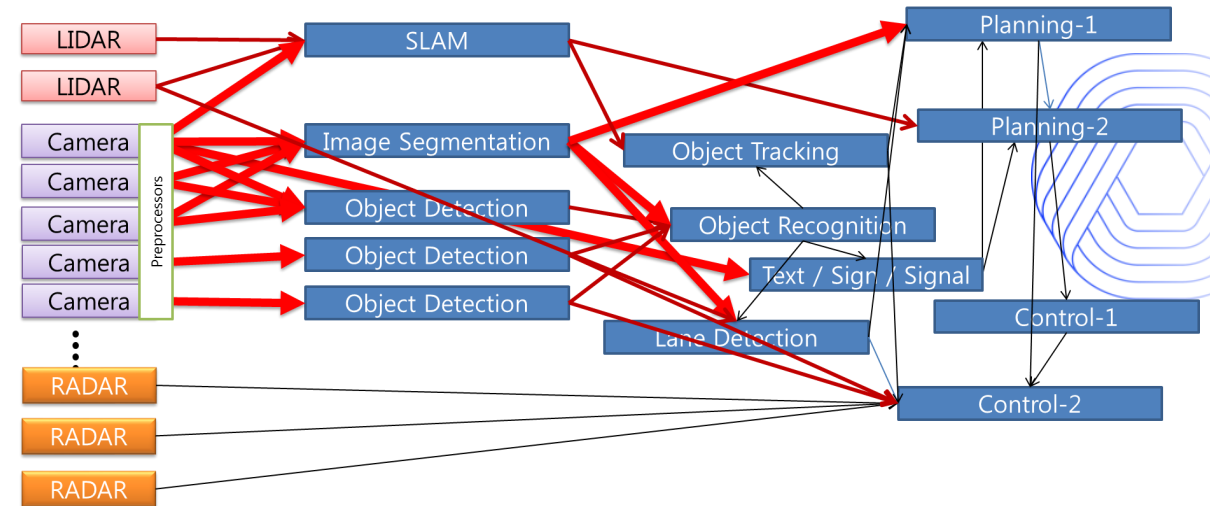 LIDAR
LIDAR
Camera
Camera
Camera
Camera
Camera
Preprocessors
RADAR
RADAR
RADAR
SLAM
Image Segmentation
Object Detection
Object Detection
Object Detection
Object Tracking
Object Recognition
Text / Sign / Signal
Lane Detection
Planning-1
Planning-2
Control-1
Control-2